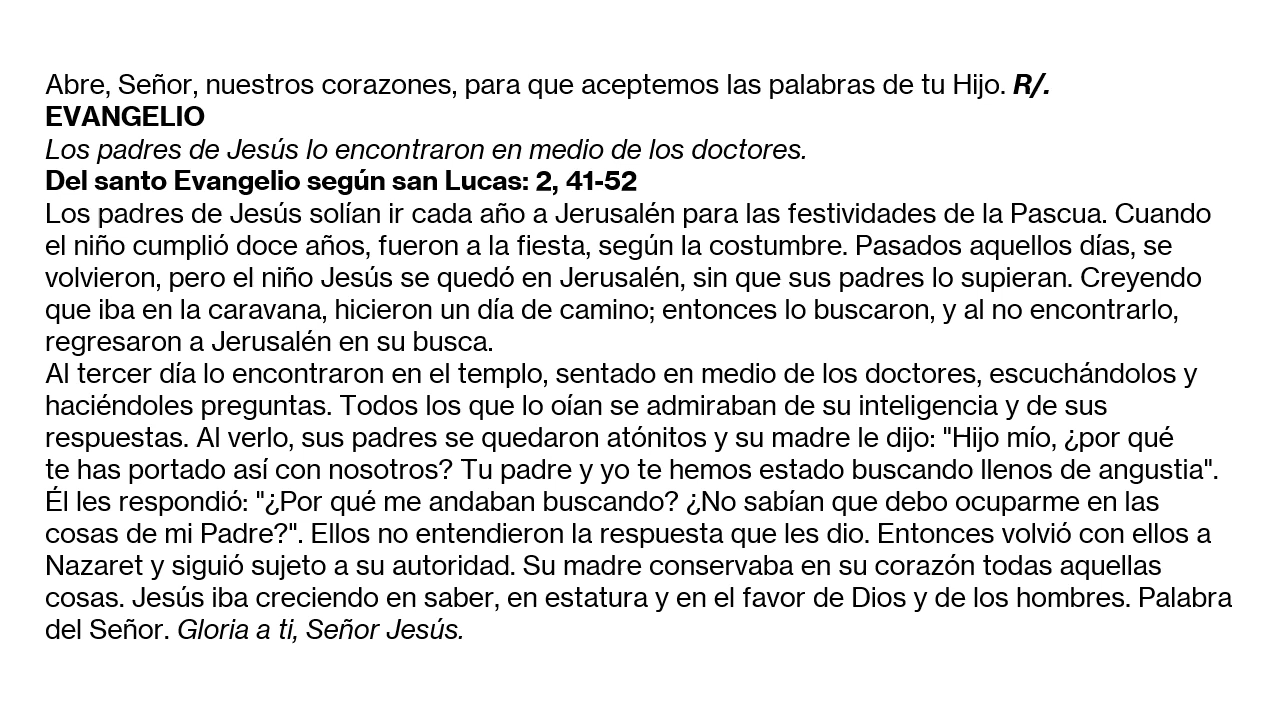 Abre, Señor, nuestros corazones, para que aceptemos las palabras de tu Hijo. R/.
EVANGELIO
Los padres de Jesús lo encontraron en medio de los doctores.
Del santo Evangelio según san Lucas: 2, 41-52
Los padres de Jesús solían ir cada año a Jerusalén para las festividades de la Pascua. Cuando
el niño cumplió doce años, fueron a la fiesta, según la costumbre. Pasados aquellos días, se
volvieron, pero el niño Jesús se quedó en Jerusalén, sin que sus padres lo supieran. Creyendo
que iba en la caravana, hicieron un día de camino; entonces lo buscaron, y al no encontrarlo,
regresaron a Jerusalén en su busca.
Al tercer día lo encontraron en el templo, sentado en medio de los doctores, escuchándolos y
haciéndoles preguntas. Todos los que lo oían se admiraban de su inteligencia y de sus
respuestas. Al verlo, sus padres se quedaron atónitos y su madre le dijo: "Hijo mío, ¿por qué
te has portado así con nosotros? Tu padre y yo te hemos estado buscando llenos de angustia".
Él les respondió: "¿Por qué me andaban buscando? ¿No sabían que debo ocuparme en las
cosas de mi Padre?". Ellos no entendieron la respuesta que les dio. Entonces volvió con ellos a
Nazaret y siguió sujeto a su autoridad. Su madre conservaba en su corazón todas aquellas
cosas. Jesús iba creciendo en saber, en estatura y en el favor de Dios y de los hombres. Palabra
del Señor. Gloria a ti, Señor Jesús.